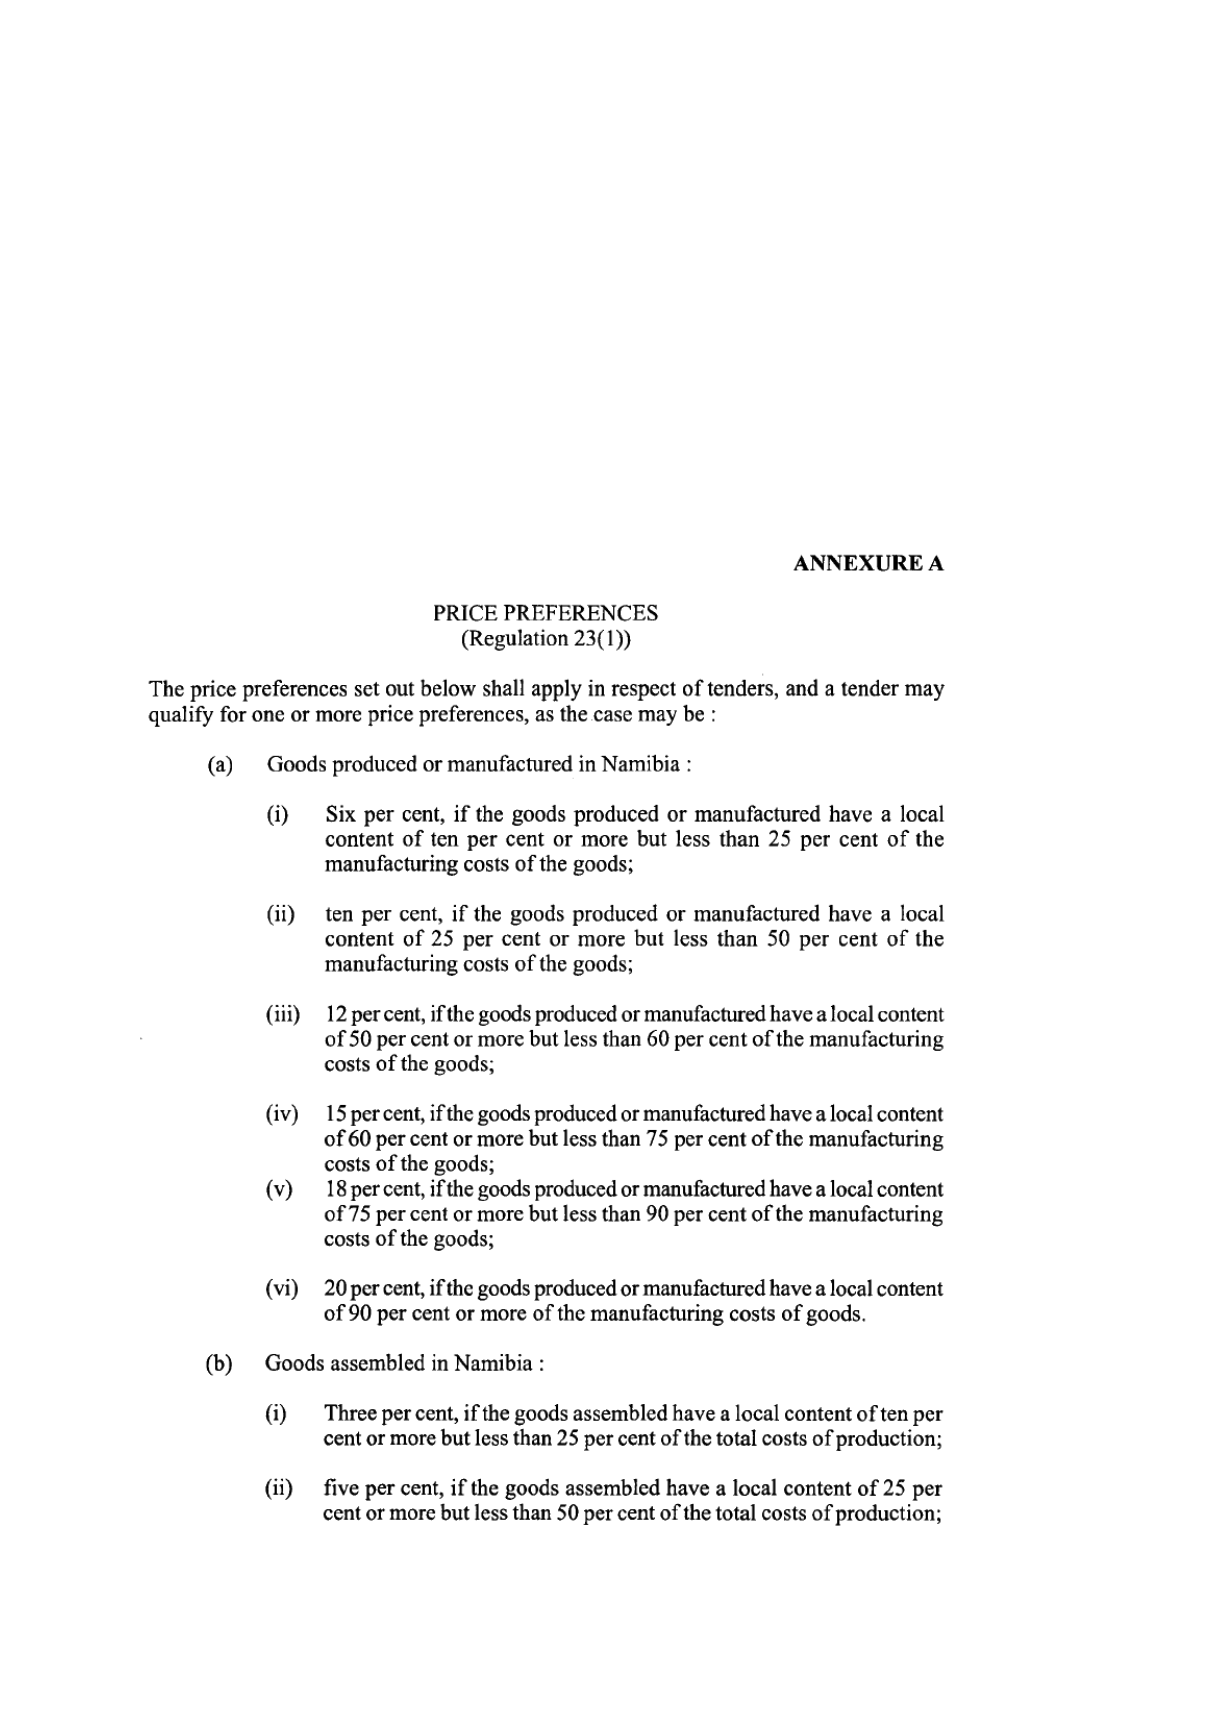 ANNEXURE A
PRICE PREFERENCES
(Regulation 23(1))
The price preferences set out below shall apply in respect of tenders, and a tender may
qualify for one or more price preferences, as the case may be :
(a) Goods produced or manufactured in Namibia :
(i) Six per cent, if the goods produced or manufactured have a local
content of ten per cent or more but less than 25 per cent of the
manufacturing costs of the goods;
(ii) ten per cent, if the goods produced or manufactured have a local
content of 25 per cent or more but less than 50 per cent of the
manufacturing costs of the goods;
(iii) 12 per cent, if the goods produced or manufactured have a local content
of 50 per cent or more but less than 60 per cent of the manufacturing
costs of the goods;
(iv) 15 per cent, if the goods produced or manufactured have a local content
of 60 per cent or more but less than 75 per cent of the manufacturing
costs of the goods;
(v) 18 per cent, if the goods produced or manufactured have a local content
of 75 per cent or more but less than 90 per cent of the manufacturing
costs of the goods;
(vi) 20 per cent, if the goods produced or manufactured have a local content
of 90 per cent or more of the manufacturing costs of goods.
(b) Goods assembled in Namibia :
(i) Three per cent, if the goods assembled have a local content of ten per
cent or more but less than 25 per cent of the total costs of production;
(ii) five per cent, if the goods assembled have a local content of 25 per
cent or more but less than 50 per cent of the total costs of production;